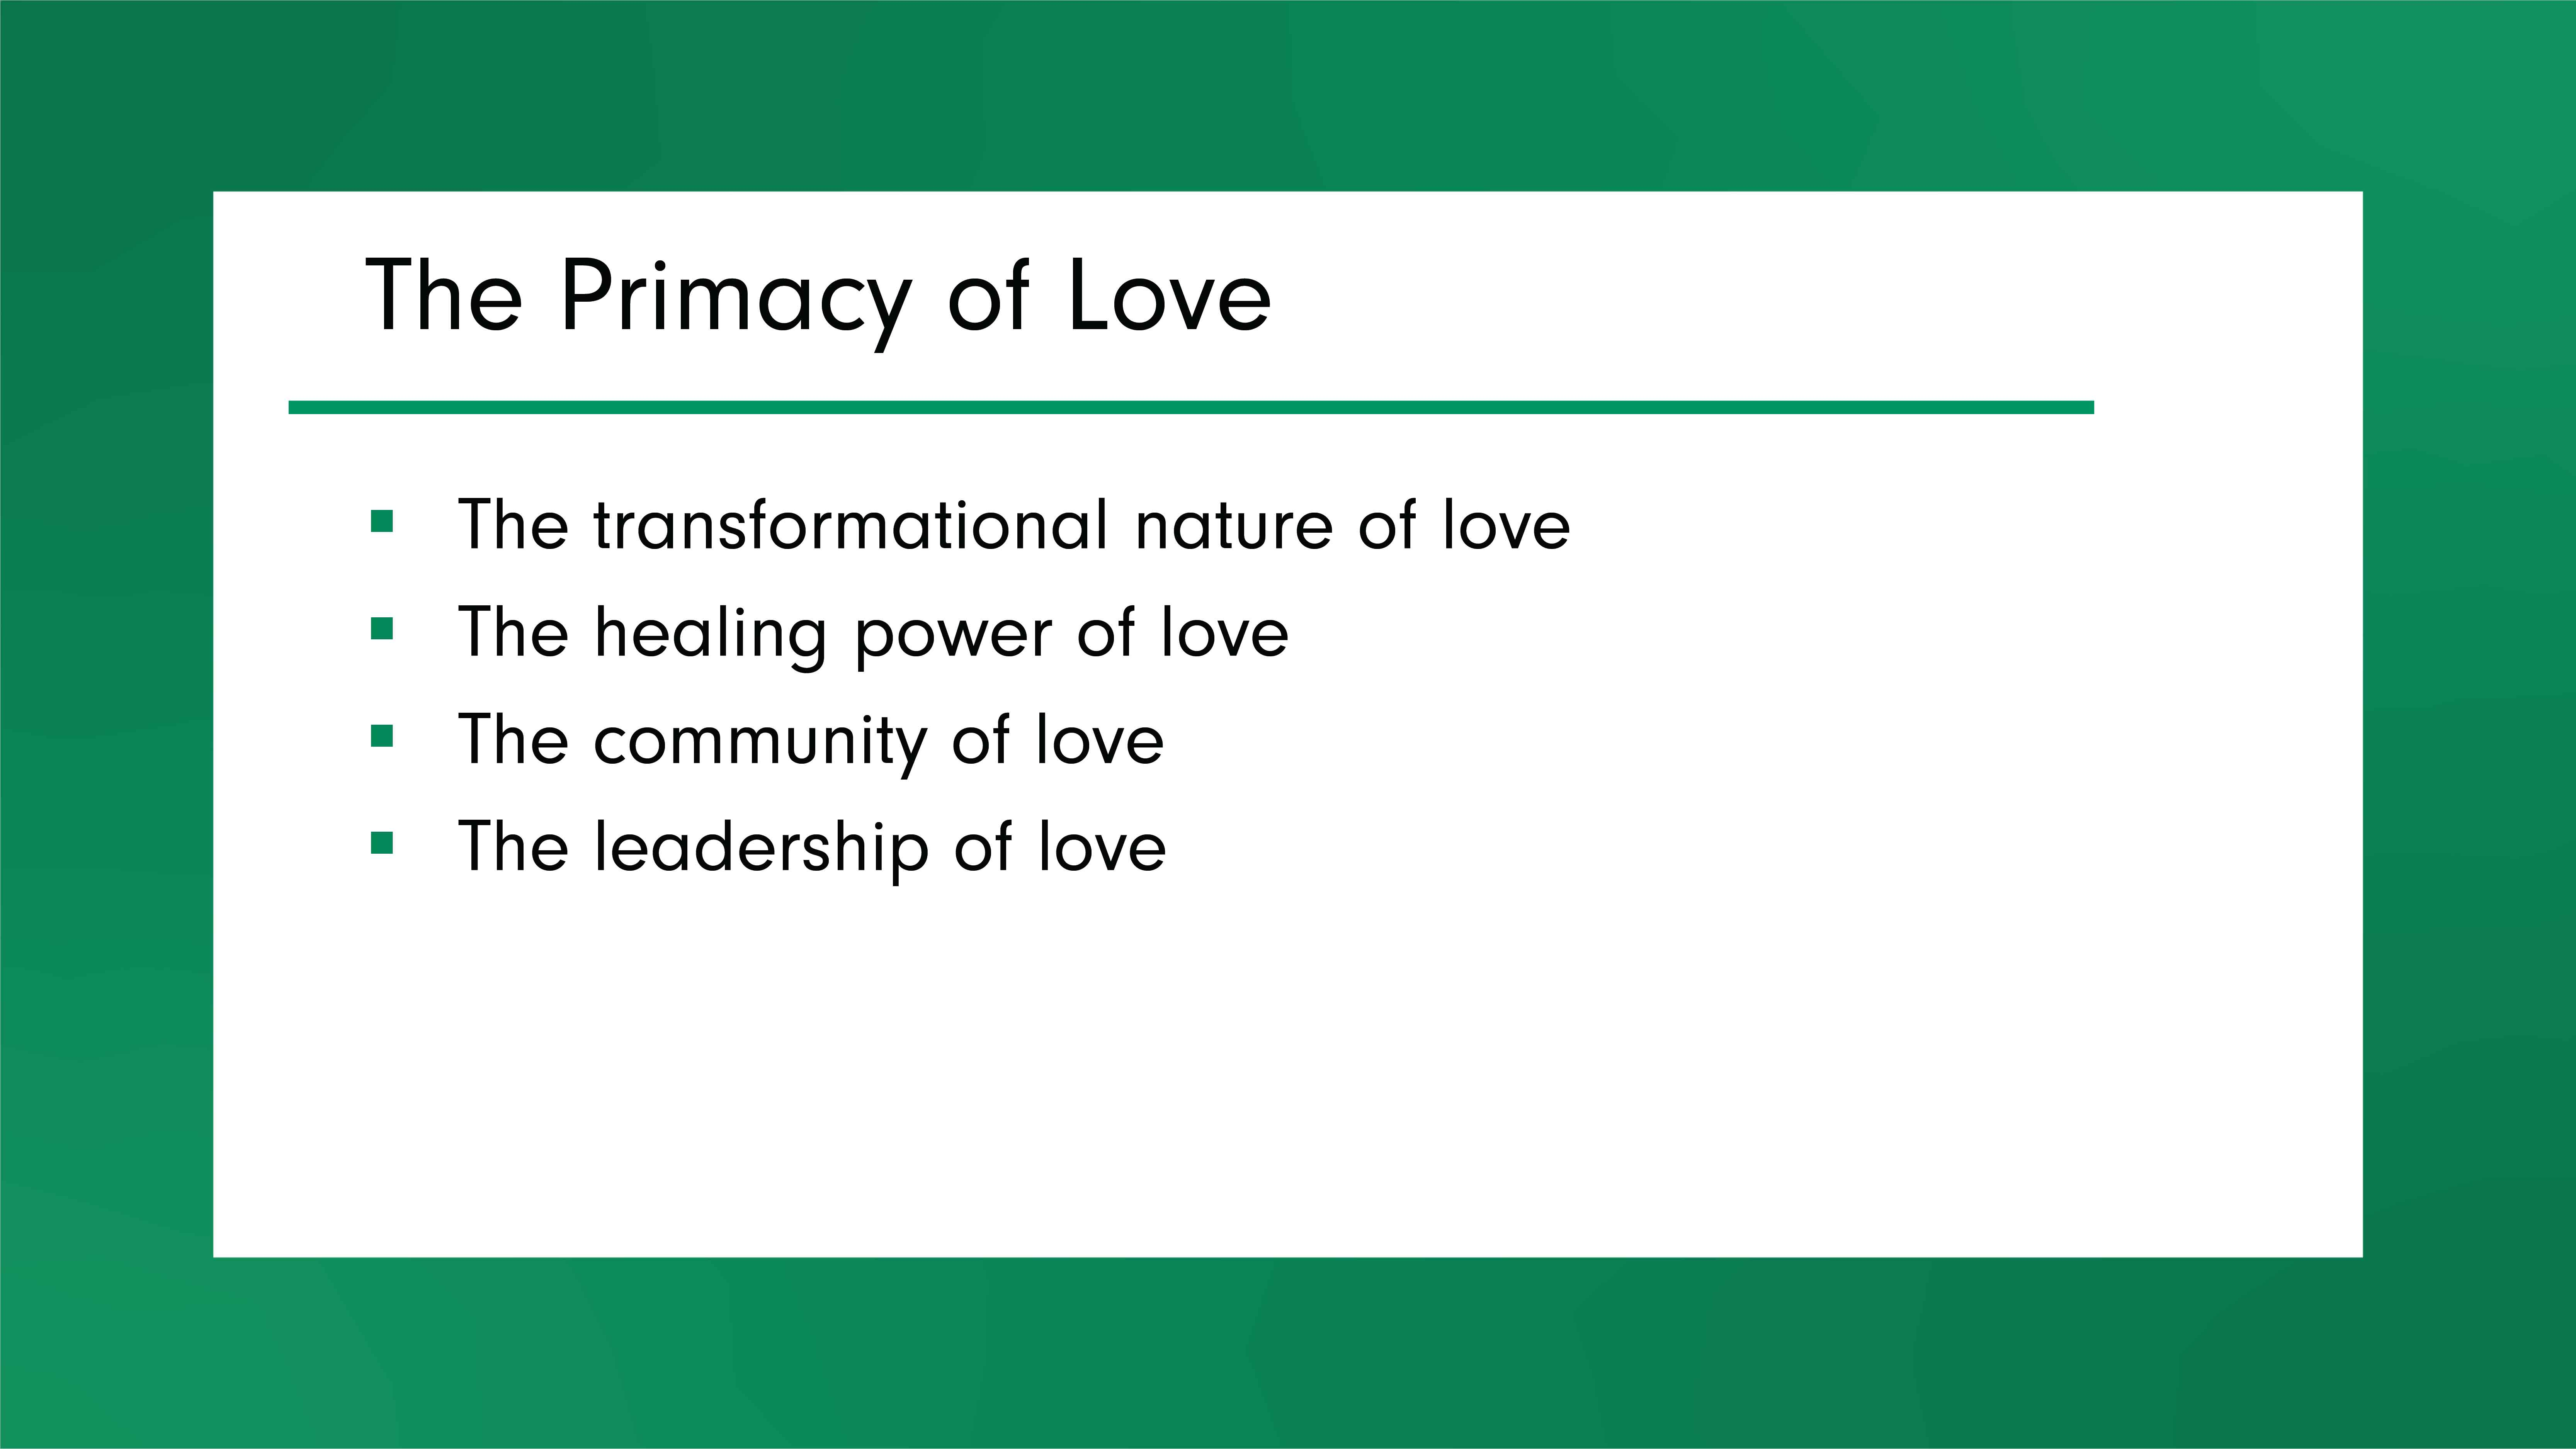 The Primacy of Love
▪ The transformational nature of love
▪ The healing power of love
▪ The community of love
▪ The leadership of love